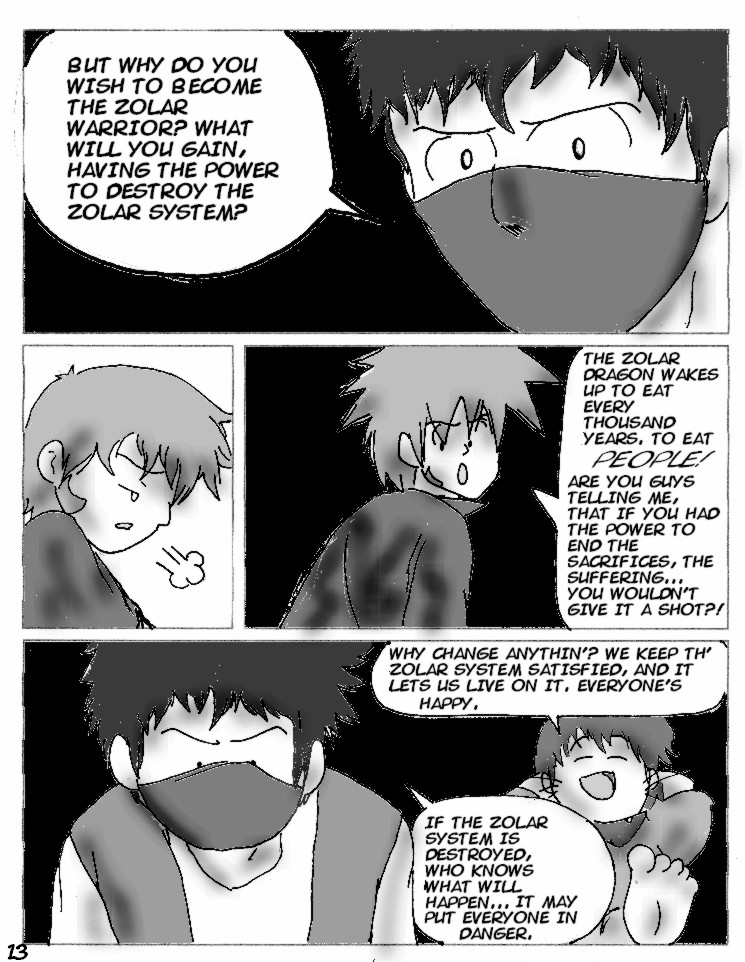 BUT WHY DO YOU
WISH TO BECOME
THE ZOLAR
WARRIOR? WHAT
WILL YOU GAIN,
HAVING THE POWER
TO DESTROY THE
ZOLAR SYSTEM?
THE ZOLAR
DRAGON WAKES
UP TO EAT
EVERY
THOUSAND
YEARS. TO EAT
PEOPLE!
ARE YOU GUYS
TELLING ME,
THAT IF YOU HAD
THE POWER TO
END THE
SACRIFICES, THE
SUFFERING...
YOU WOULDN'T
GIVE IT A SHOT?!
WHY CHANGE ANYTHIN'? WE KEEP TH'
ZOLAR SYSTEM SATISFIED, AND IT
LETS US LIVE ON IT. EVERYONE'S
HAPPY.
IF THE ZOLAR
SYSTEM IS
DESTROYED,
WHO KNOWS
WHAT WILL
HAPPEN... IT MAY
PUT EVERYONE IN
DANGER.
13